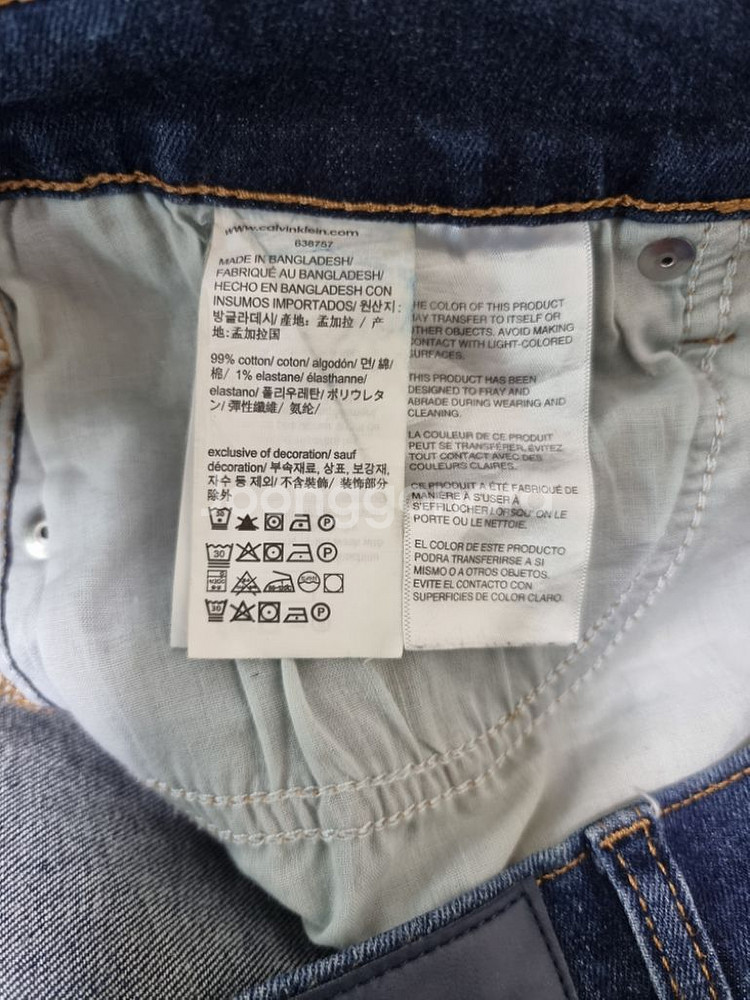 www.calvinklein.com
638757
MADE IN BANGLADESH/
FABRIQUÉ AU BANGLADESH/
HECHO EN BANGLADESH CON
INSUMOS IMPORTADOS/ 원산지:
방글라데시/ 產地: 孟加拉 / 产
地:孟加拉国
99% cotton/ coton/ algodón/ 면/ 綿/
棉/ 1% elastane/ élasthanne/
elastano/ 폴리우레탄/ ポリウレタ
ン/ 彈性纖維/ 氨纶/
exclusive of decoration/ sauf
décoration/ 부속재료, 상표, 보강재,
자수 등 제외/ 不含裝飾/ 装饰部分
除外
30
P
30
P
30 P
HE COLOR OF THIS PRODUCT
MAY TRANSFER TO ITSELF OR
OTHER OBJECTS. AVOID MAKING
CONTACT WITH LIGHT-COLORED
SURFACES.
THIS PRODUCT HAS BEEN
DESIGNED TO FRAY AND
ABRADE DURING WEARING AND
CLEANING.
LA COULEUR DE CE PRODUIT
PEUT SE TRANSFÉRER. ÉVITEZ
TOUT CONTACT AVEC DES
COULEURS CLAIRES.
CE PRODUIT A ÉTÉ FABRIQUÉ DE
MANIÈRE À S'USER À
S'EFFILOCHER LORSQU' ON LE
PORTE OU LE NETTOIE.
EL COLOR DE ESTE PRODUCTO
PODRA TRANSFERIRSE A SI
MISMO O A OTROS OBJETOS.
EVITE EL CONTACTO CON
SUPERFICIES DE COLOR CLARO.